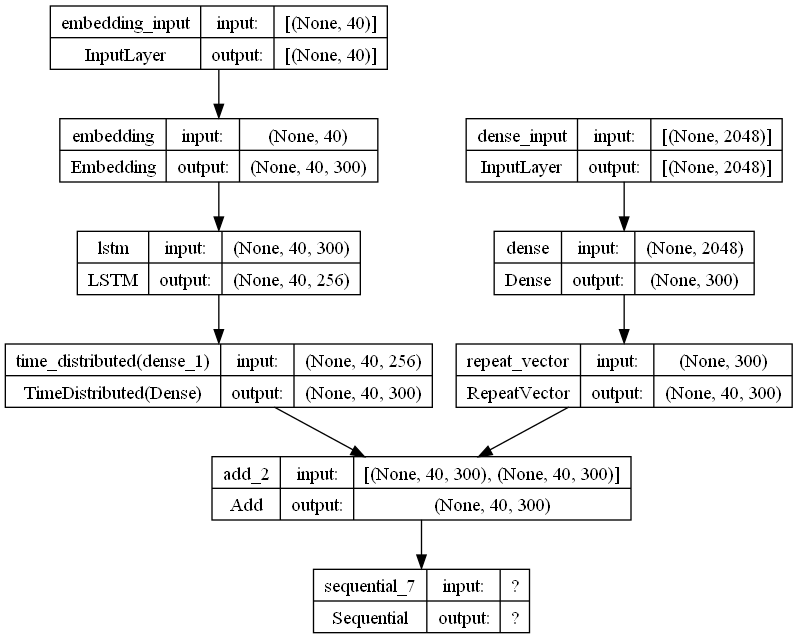 embedding_input input: [(None, 40)]
InputLayer output: [(None, 40)]
embedding input: (None, 40)
Embedding output: (None, 40, 300)
dense_input input: [(None, 2048)]
InputLayer output: [(None, 2048)]
lstm input: (None, 40, 300)
LSTM output: (None, 40, 256)
dense input: (None, 2048)
Dense output: (None, 300)
time_distributed(dense_1) input: (None, 40, 256)
TimeDistributed(Dense) output: (None, 40, 300)
repeat_vector input: (None, 300)
RepeatVector output: (None, 40, 300)
add_2 input: [(None, 40, 300), (None, 40, 300)]
Add output: (None, 40, 300)
sequential_7 input: ?
Sequential output: ?